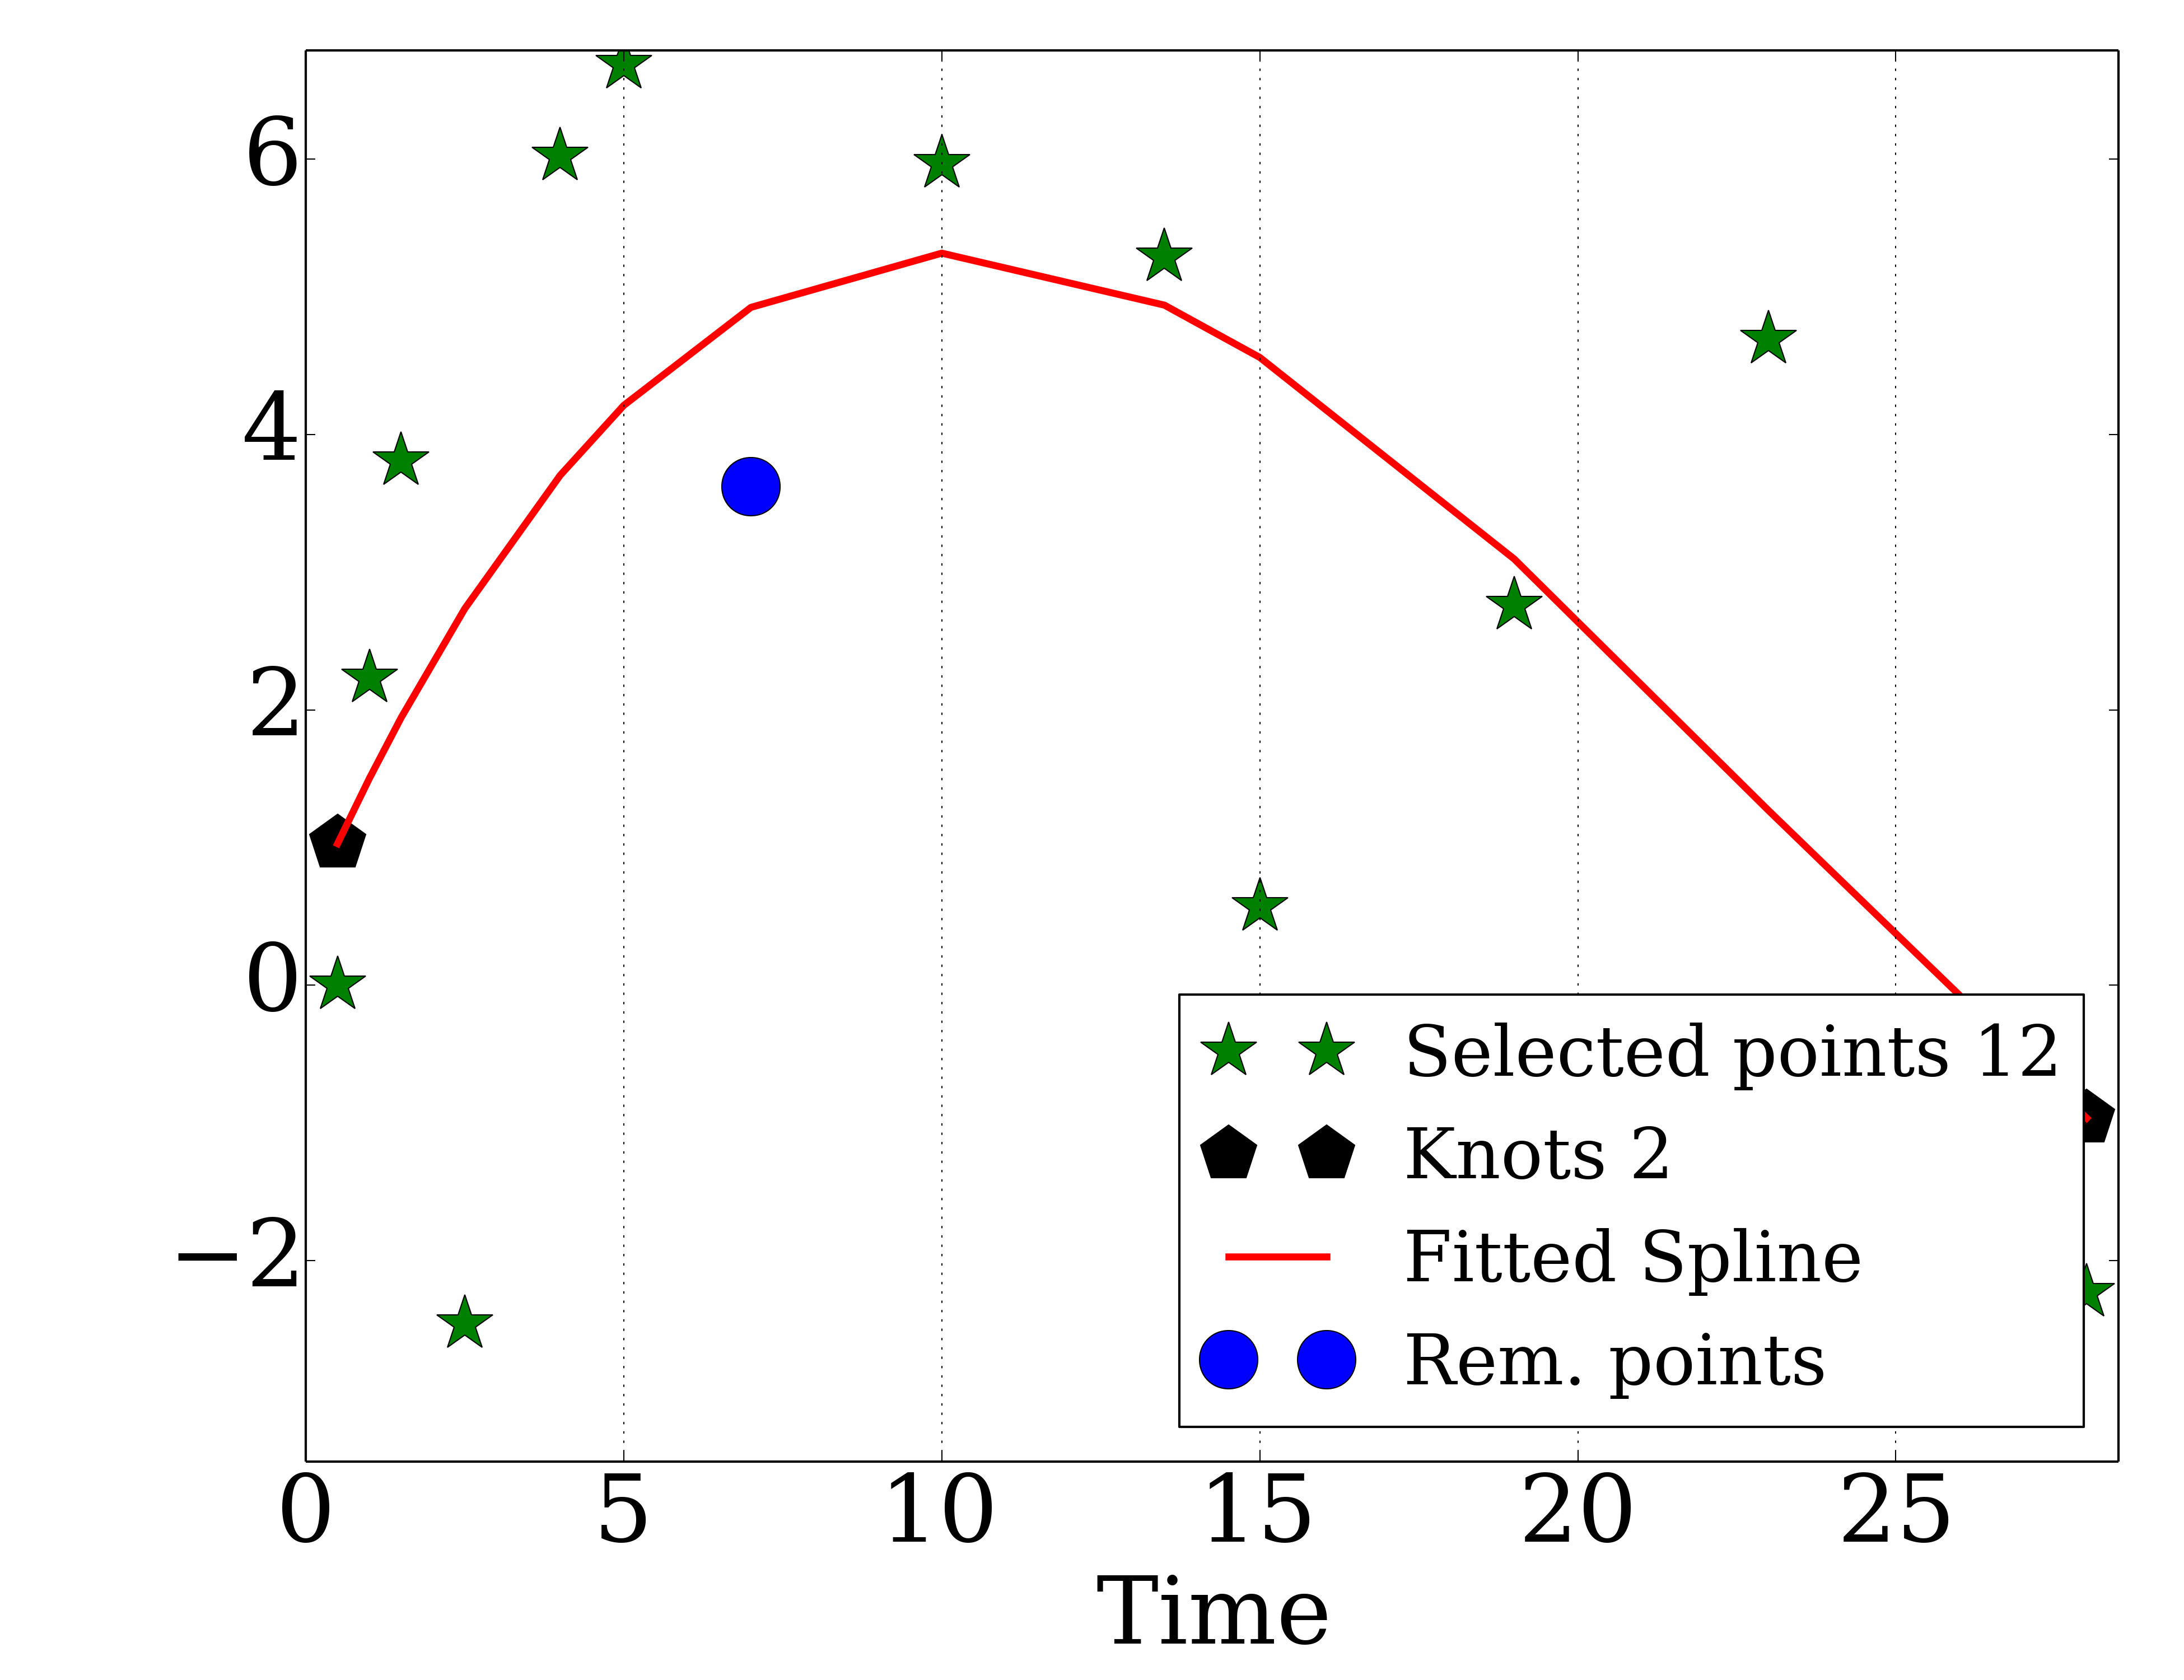 6
4
2
0
−2
Selected points 12
Knots 2
Fitted Spline
Rem. points
0 5 10 15 20 25
Time